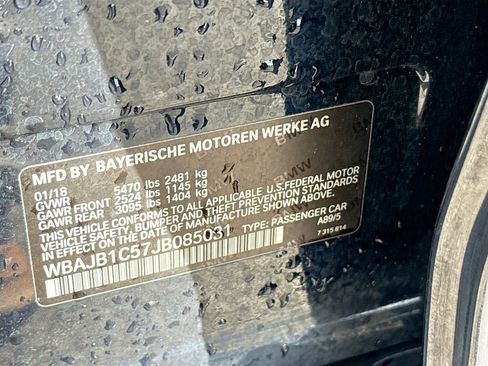 MFD BY BAYERISCHE MOTOREN WERKE AG
01/18 5470 lbs 2481 kg
GVWR
GAWR FRONT 2524 lbs 1145 kg
GAWR REAR 3095 lbs 1404 kg
THIS VEHICLE CONFORMS TO ALL APPLICABLE U.S.FEDERAL MOTOR
VEHICLE SAFETY, BUMPER, AND THEFT PREVENTION STANDARDS
IN EFFECT ON THE DATE OF MANUFACTURE SHOWN ABOVE.
WBAJB1C57JB085031 TYPE: PASSENGER CAR
A89/5
7 315 814
BMW